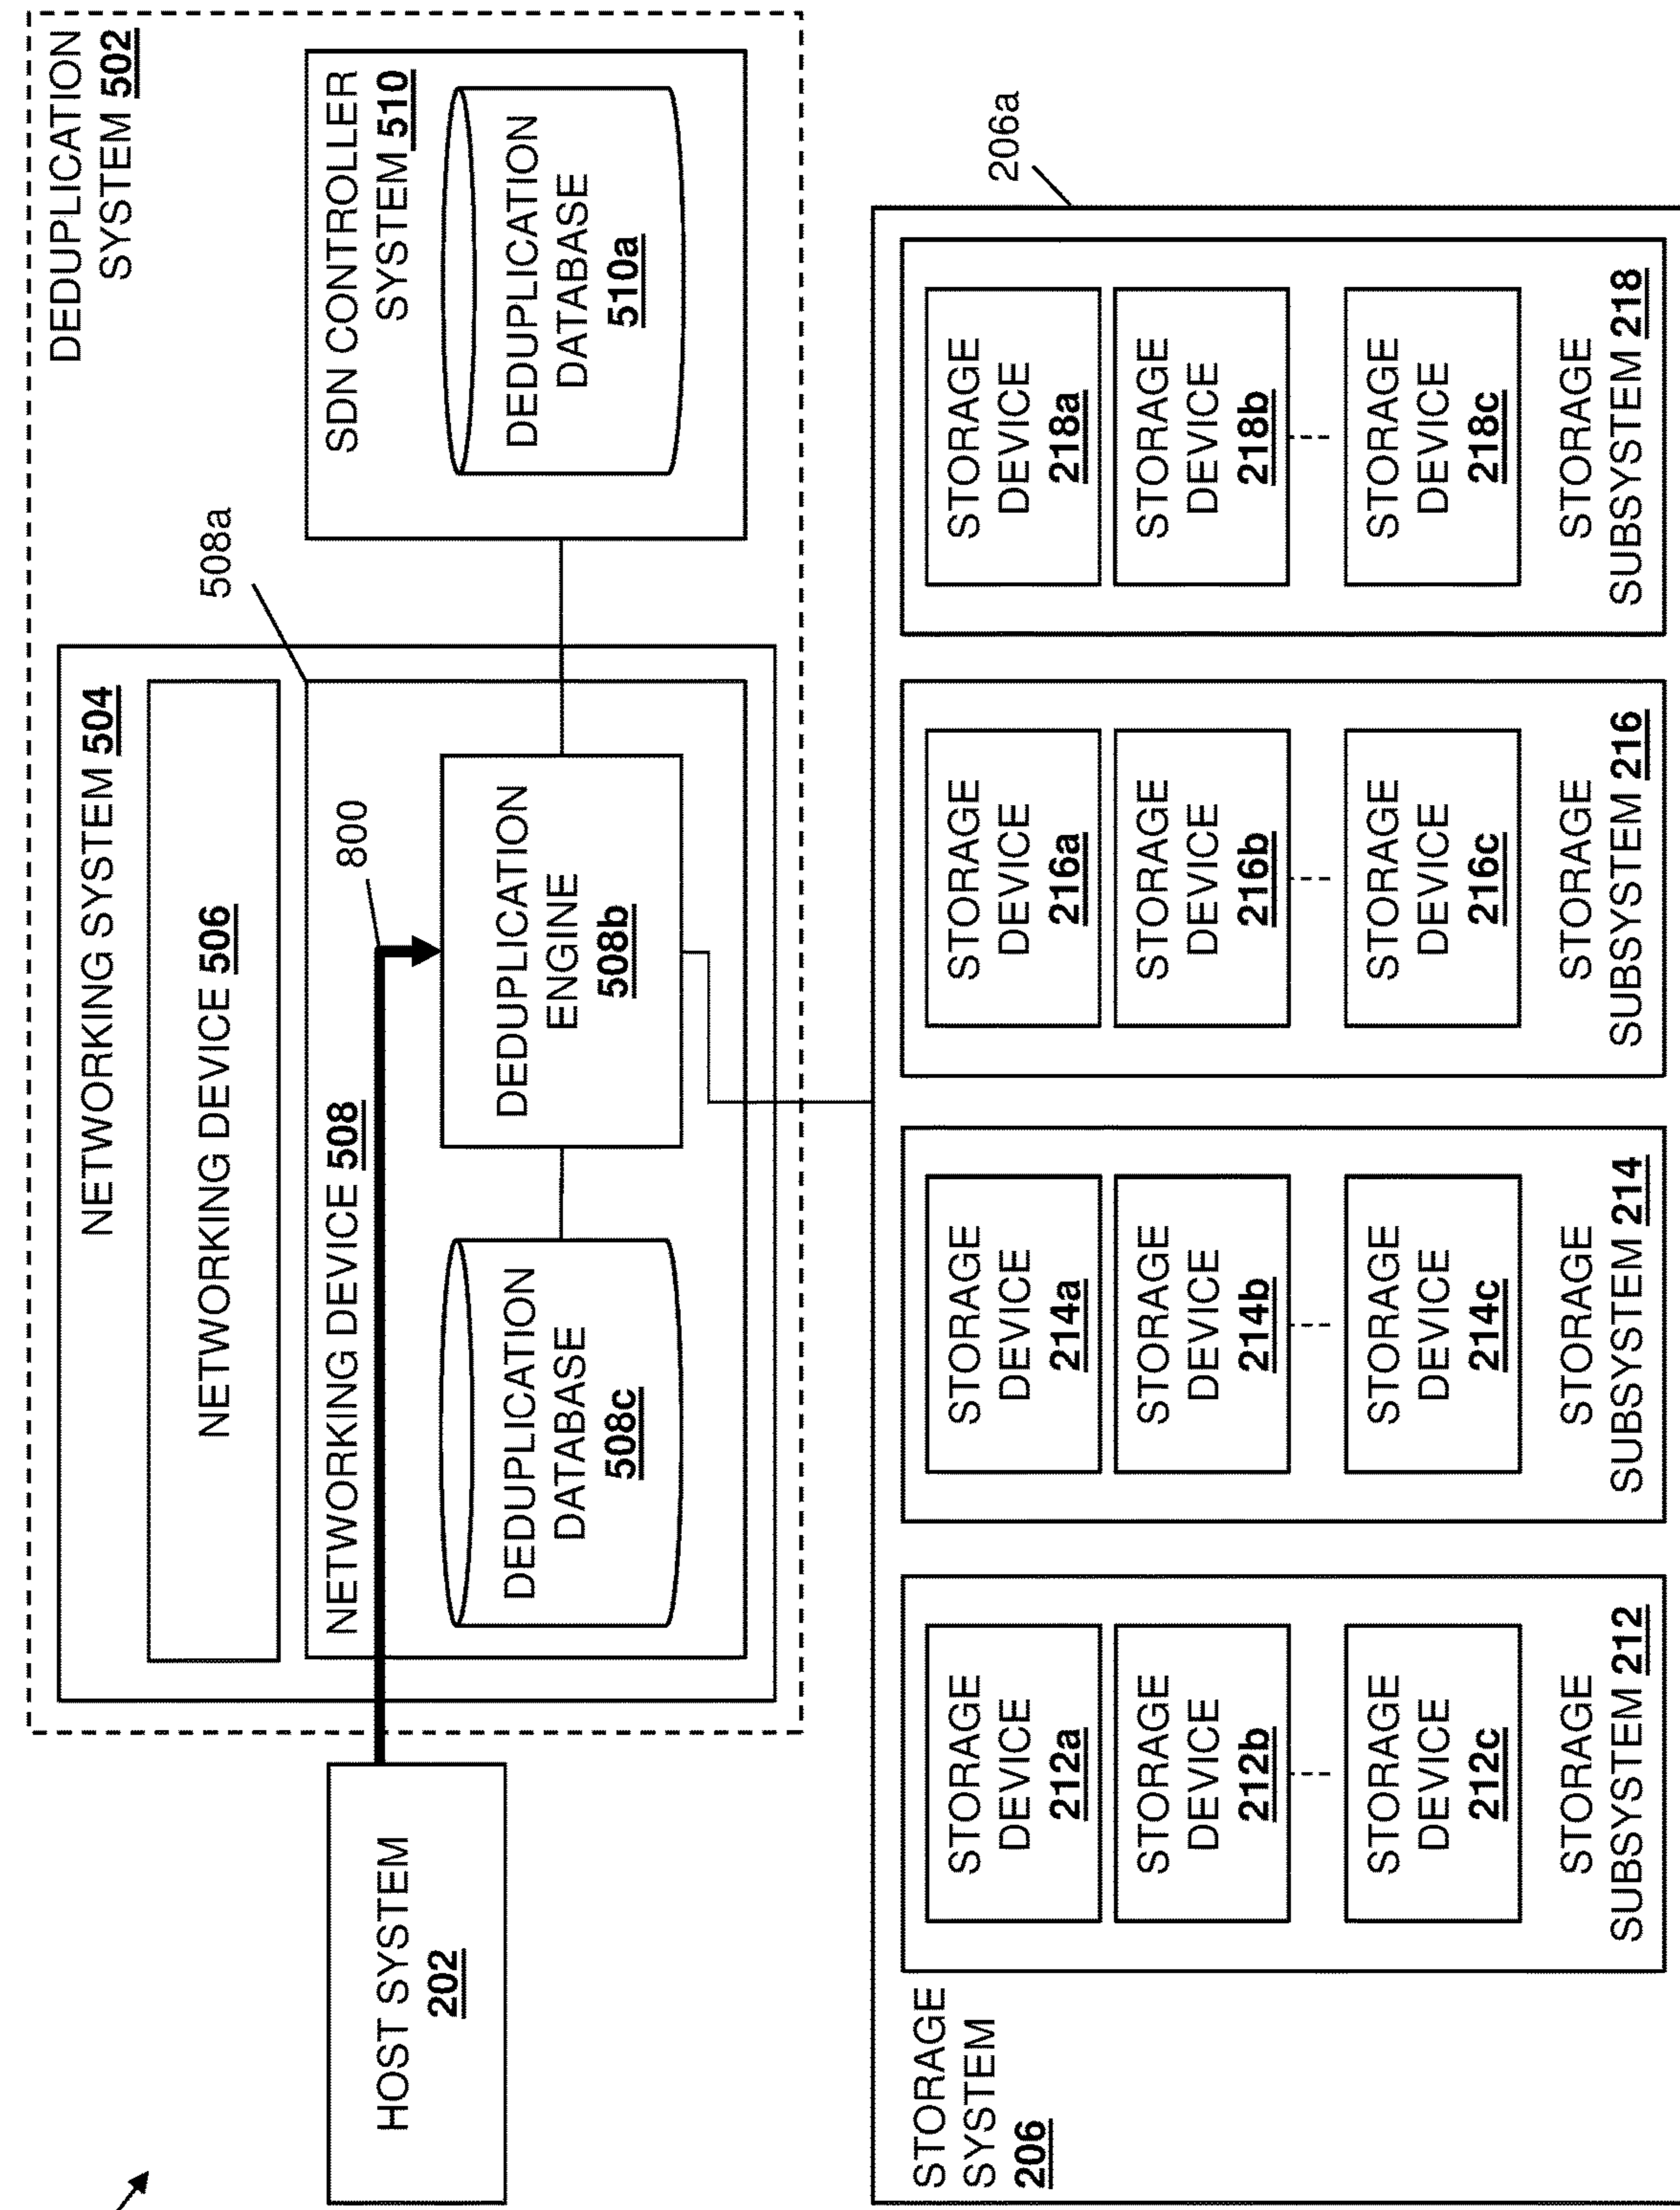 DEDUPLICATION
SYSTEM 502
NETWORKING SYSTEM 504
NETWORKING DEVICE 506
508a
SDN CONTROLLER
SYSTEM 510
DEDUPLICATION
DATABASE
510a
HOST SYSTEM
202
NETWORKING DEVICE 508
800
DEDUPLICATION
DATABASE
508c
DEDUPLICATION
ENGINE
508b
206a
STORAGE
SYSTEM
206
STORAGE
DEVICE
212a
STORAGE
DEVICE
212b
STORAGE
DEVICE
212c
STORAGE
SUBSYSTEM 212
STORAGE
DEVICE
214a
STORAGE
DEVICE
214b
STORAGE
DEVICE
214c
STORAGE
SUBSYSTEM 214
STORAGE
DEVICE
216a
STORAGE
DEVICE
216b
STORAGE
DEVICE
216c
STORAGE
SUBSYSTEM 216
STORAGE
DEVICE
218a
STORAGE
DEVICE
218b
STORAGE
DEVICE
218c
STORAGE
SUBSYSTEM 218